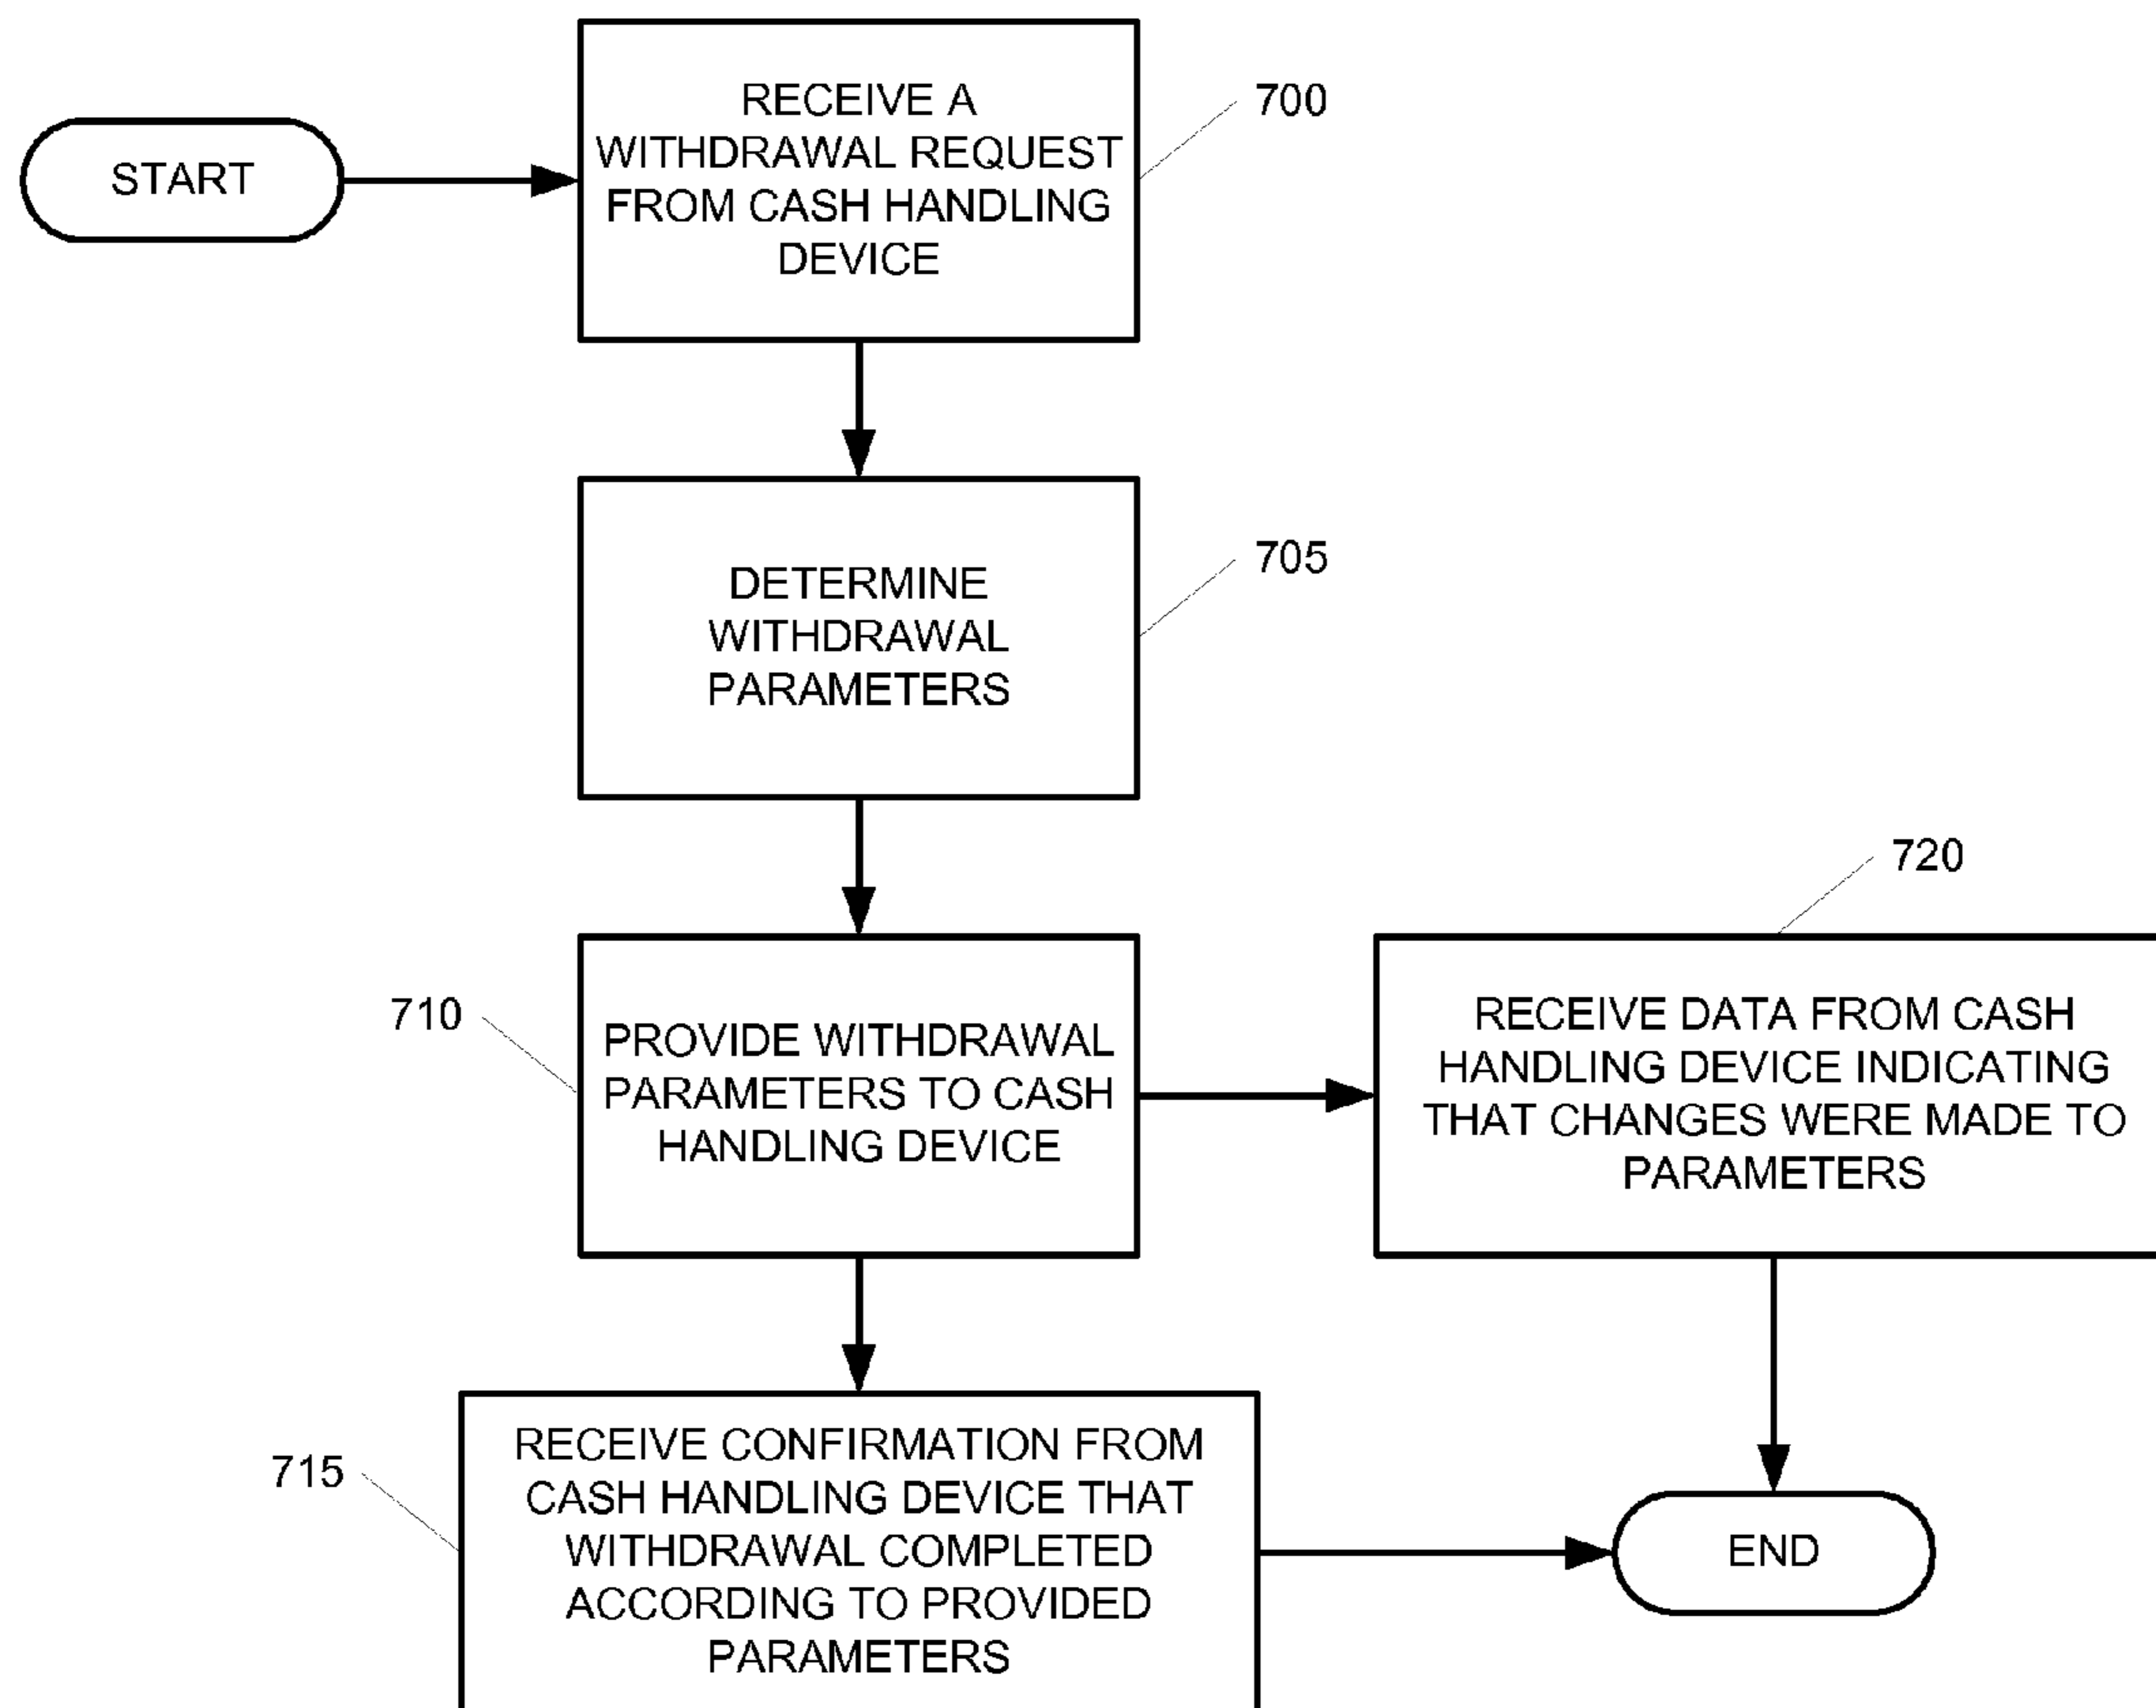 START
RECEIVE A
WITHDRAWAL REQUEST
FROM CASH HANDLING
DEVICE
700
DETERMINE
WITHDRAWAL
PARAMETERS
705
710
PROVIDE WITHDRAWAL
PARAMETERS TO CASH
HANDLING DEVICE
720
RECEIVE DATA FROM CASH
HANDLING DEVICE INDICATING
THAT CHANGES WERE MADE TO
PARAMETERS
715
RECEIVE CONFIRMATION FROM
CASH HANDLING DEVICE THAT
WITHDRAWAL COMPLETED
ACCORDING TO PROVIDED
PARAMETERS
END